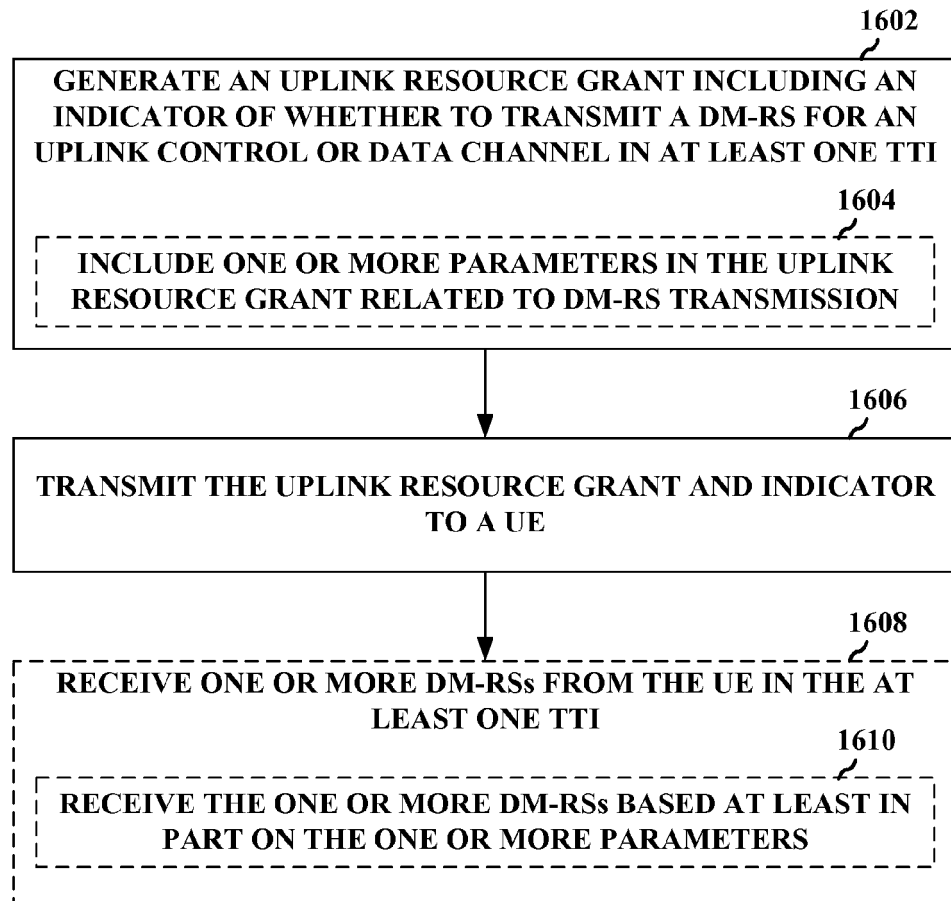 1602
GENERATE AN UPLINK RESOURCE GRANT INCLUDING AN
INDICATOR OF WHETHER TO TRANSMIT A DM-RS FOR AN
UPLINK CONTROL OR DATA CHANNEL IN AT LEAST ONE TTI
1604
INCLUDE ONE OR MORE PARAMETERS IN THE UPLINK
RESOURCE GRANT RELATED TO DM-RS TRANSMISSION
1606
TRANSMIT THE UPLINK RESOURCE GRANT AND INDICATOR
TO A UE
1608
RECEIVE ONE OR MORE DM-RSs FROM THE UE IN THE AT
LEAST ONE TTI
1610
RECEIVE THE ONE OR MORE DM-RSs BASED AT LEAST IN
PART ON THE ONE OR MORE PARAMETERS